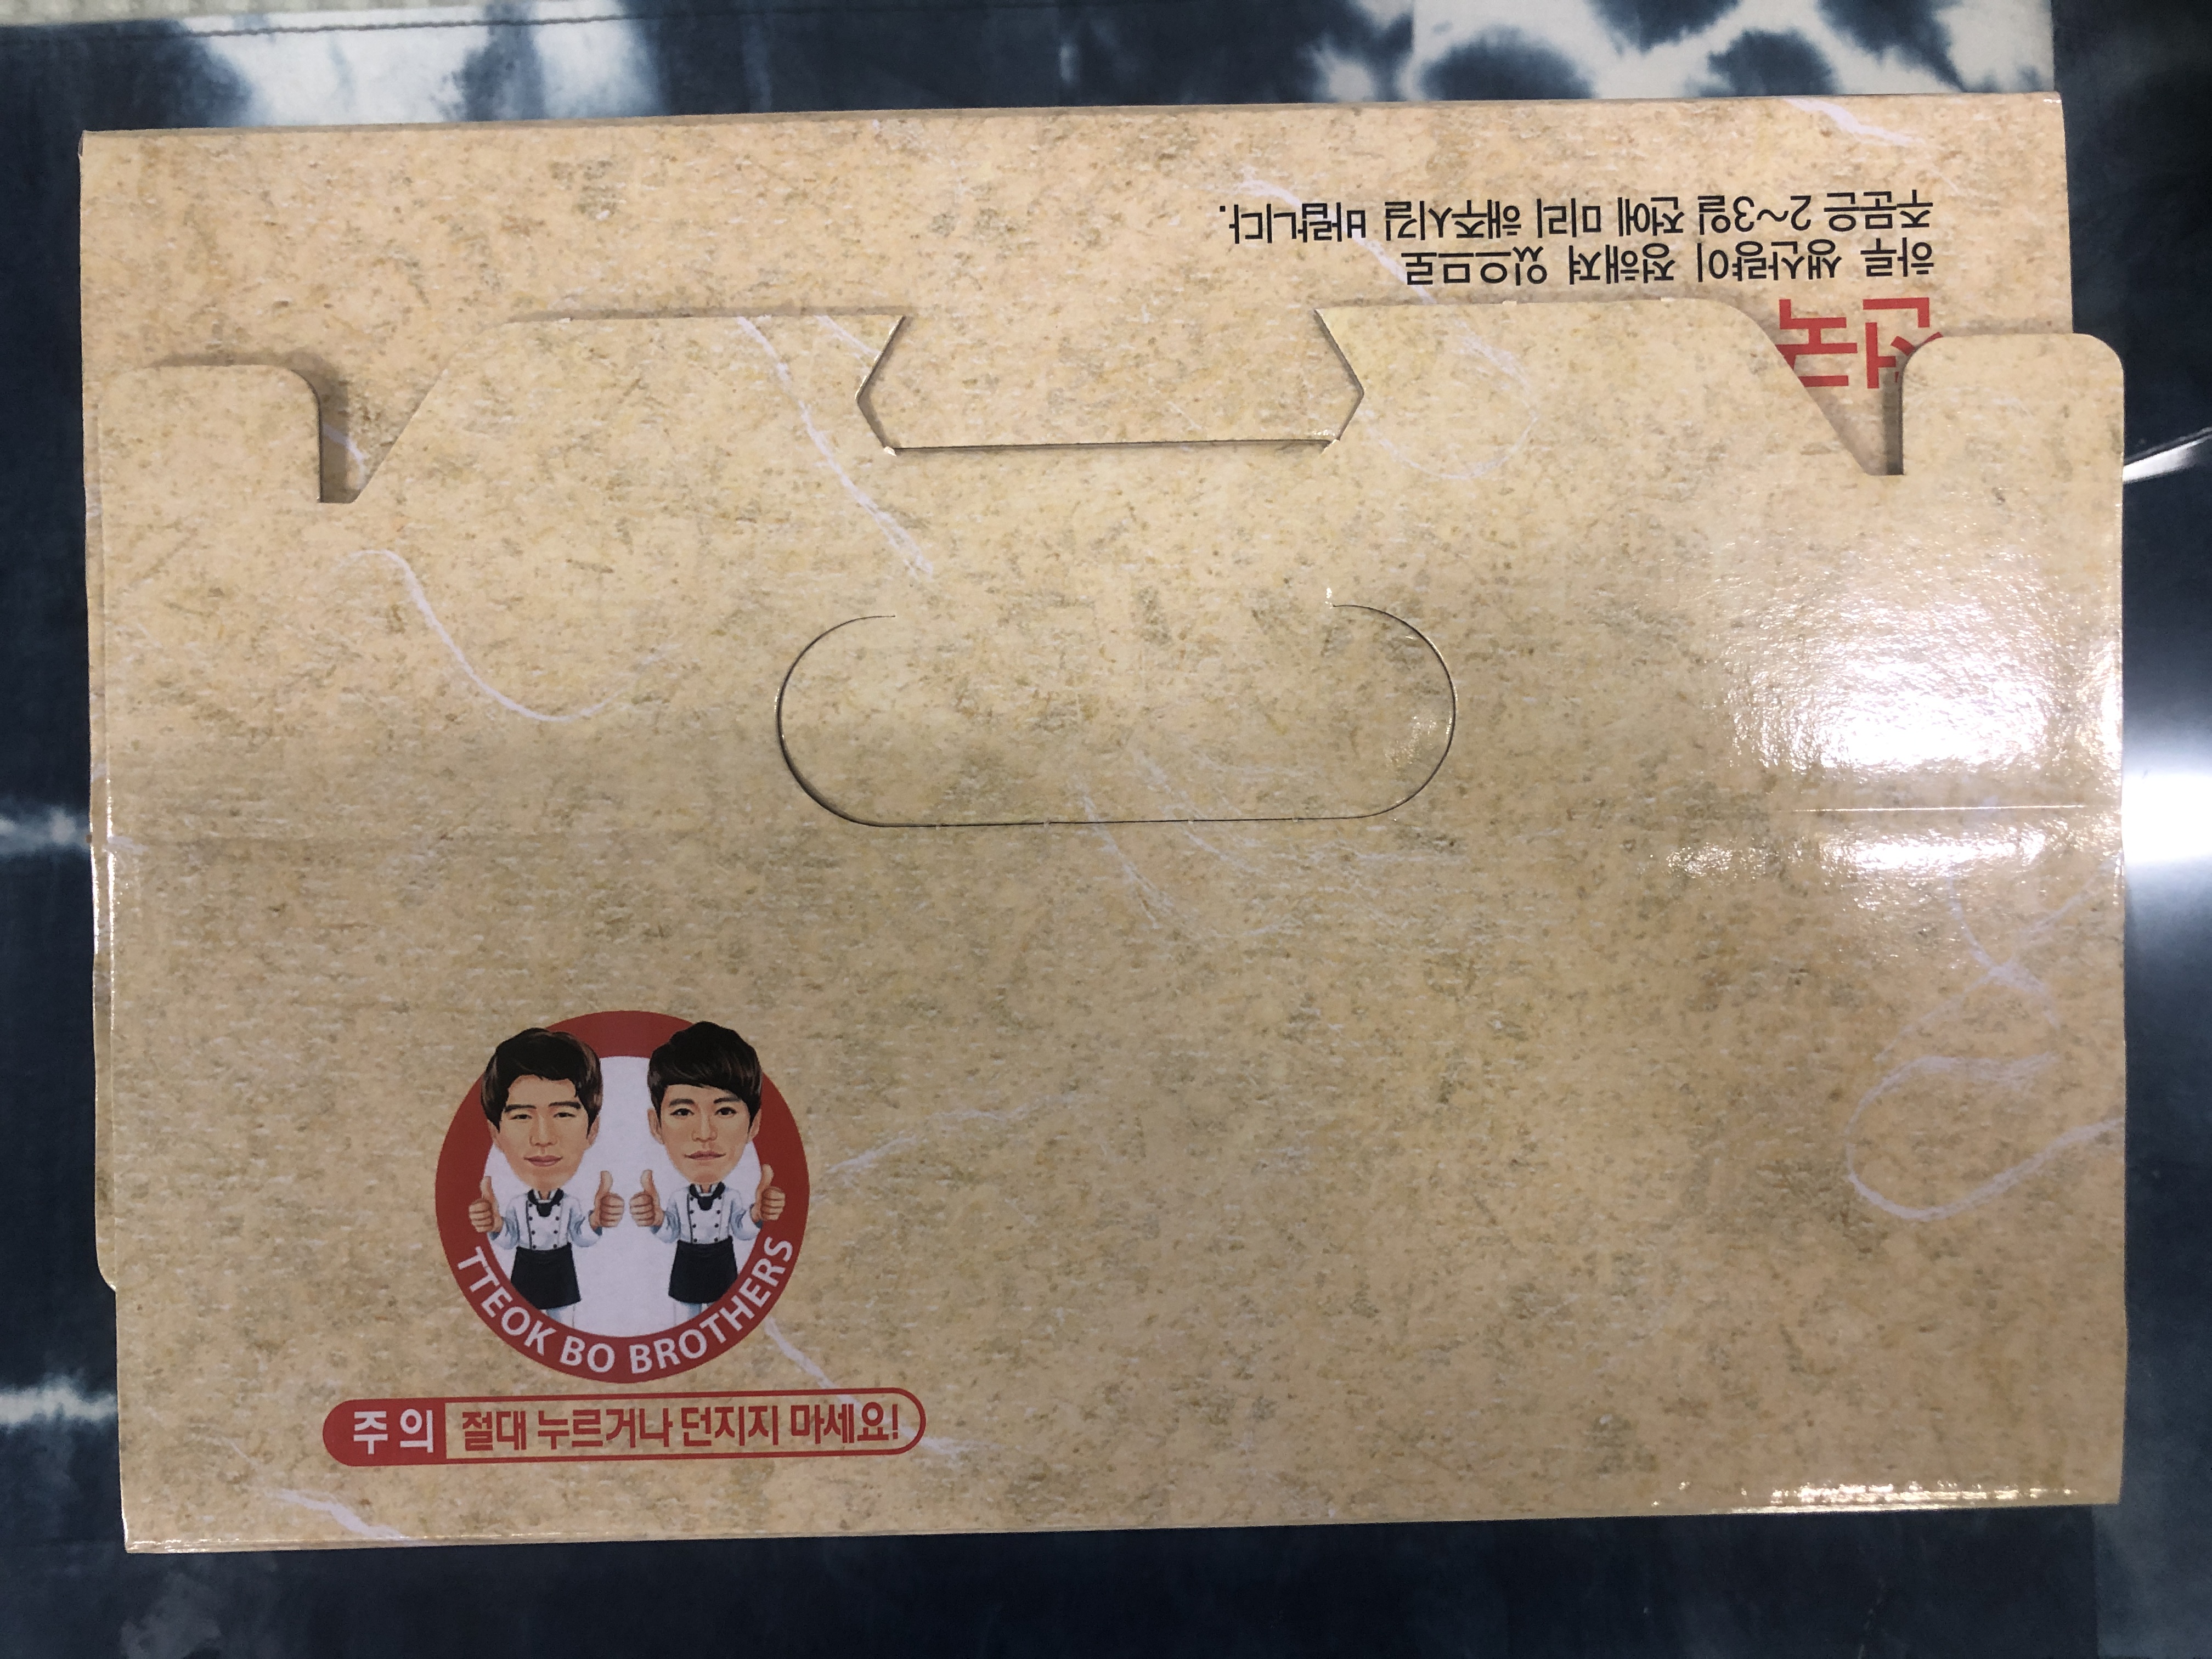 전국
하루 생산량이 정해져 있으므로
주문은 2~3일 전에 미리 해주시길 바랍니다.
TTEOK BO BROTHERS
주의 절대 누르거나 던지지 마세요!